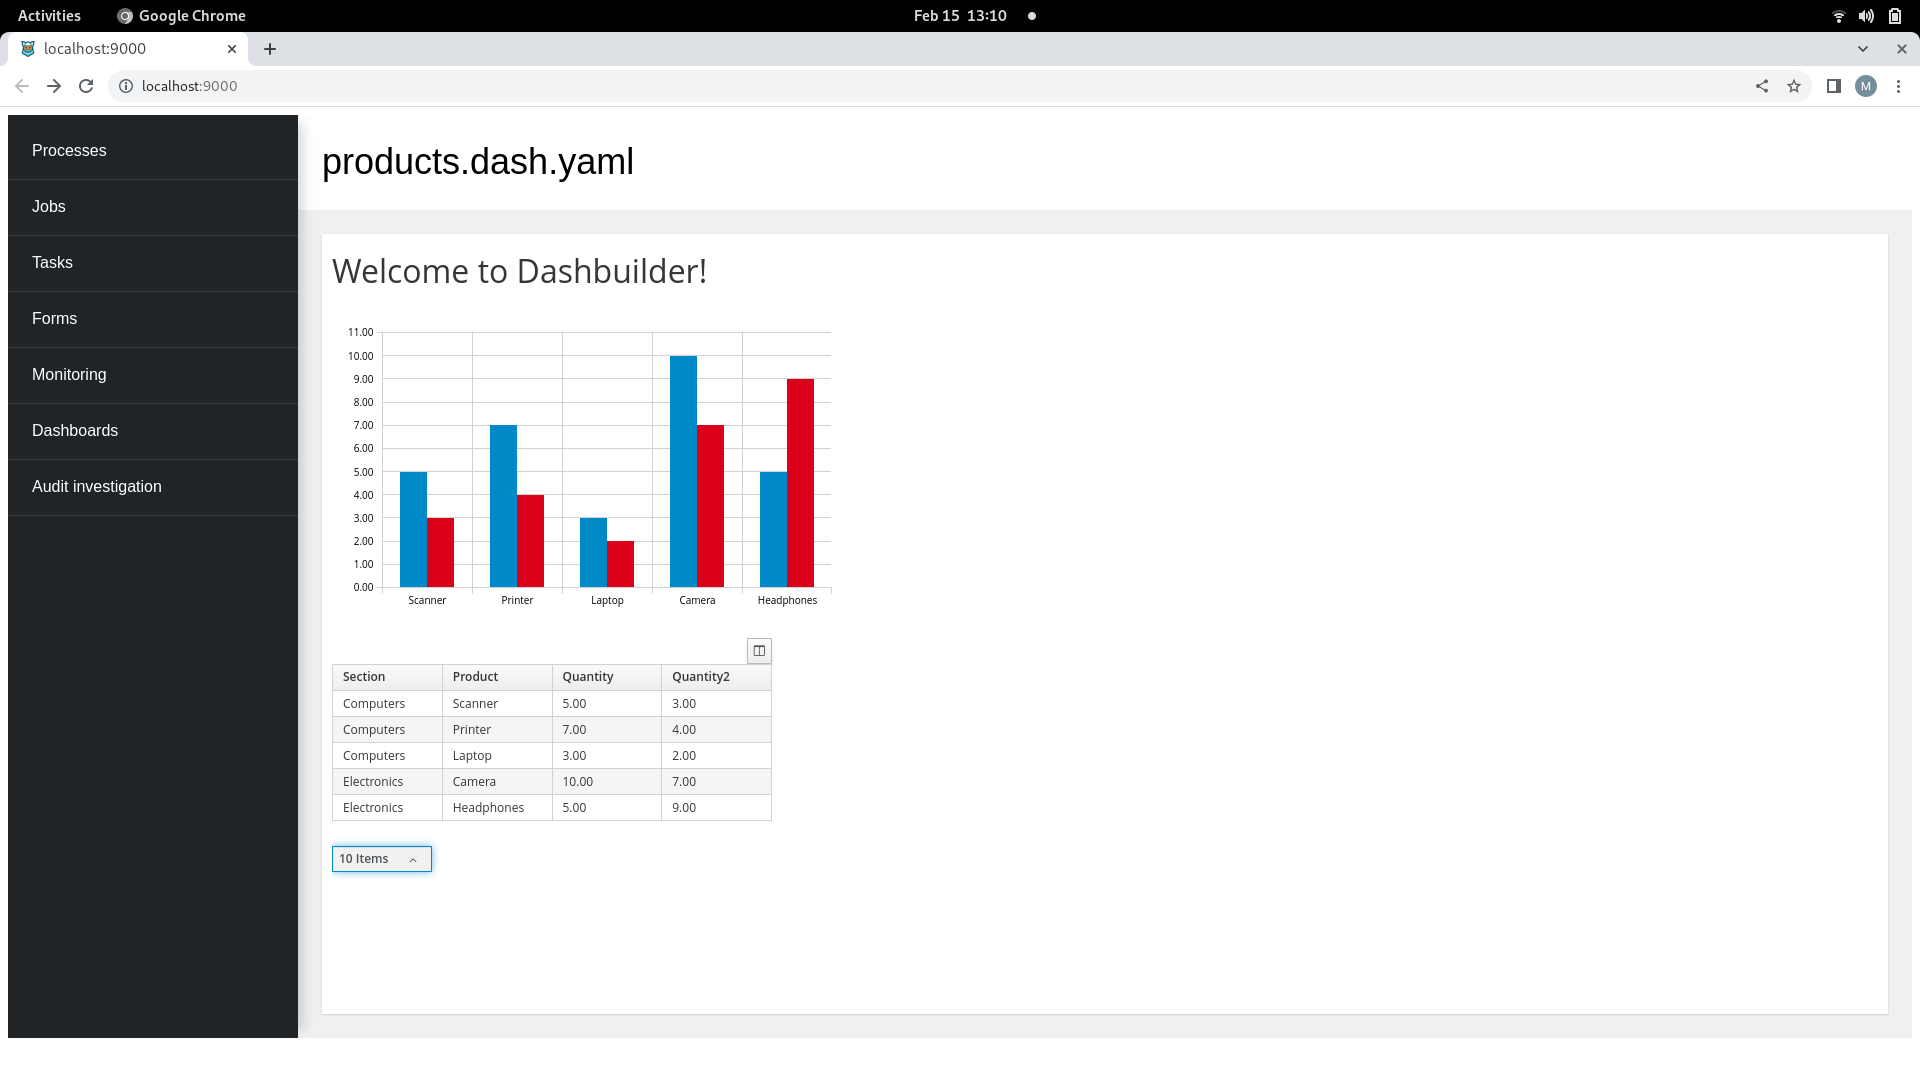 Activities Google Chrome Feb 15 13:10
localhost:9000
localhost:9000 M
Processes
Jobs
Tasks
Forms
Monitoring
Dashboards
Audit investigation
products.dash.yaml
Welcome to Dashbuilder!
11.00
10.00
9.00
8.00
7.00
6.00
5.00
4.00
3.00
2.00
1.00
0.00
Scanner Printer Laptop Camera Headphones
Section Product Quantity Quantity2
Computers Scanner 5.00 3.00
Computers Printer 7.00 4.00
Computers Laptop 3.00 2.00
Electronics Camera 10.00 7.00
Electronics Headphones 5.00 9.00
10 Items